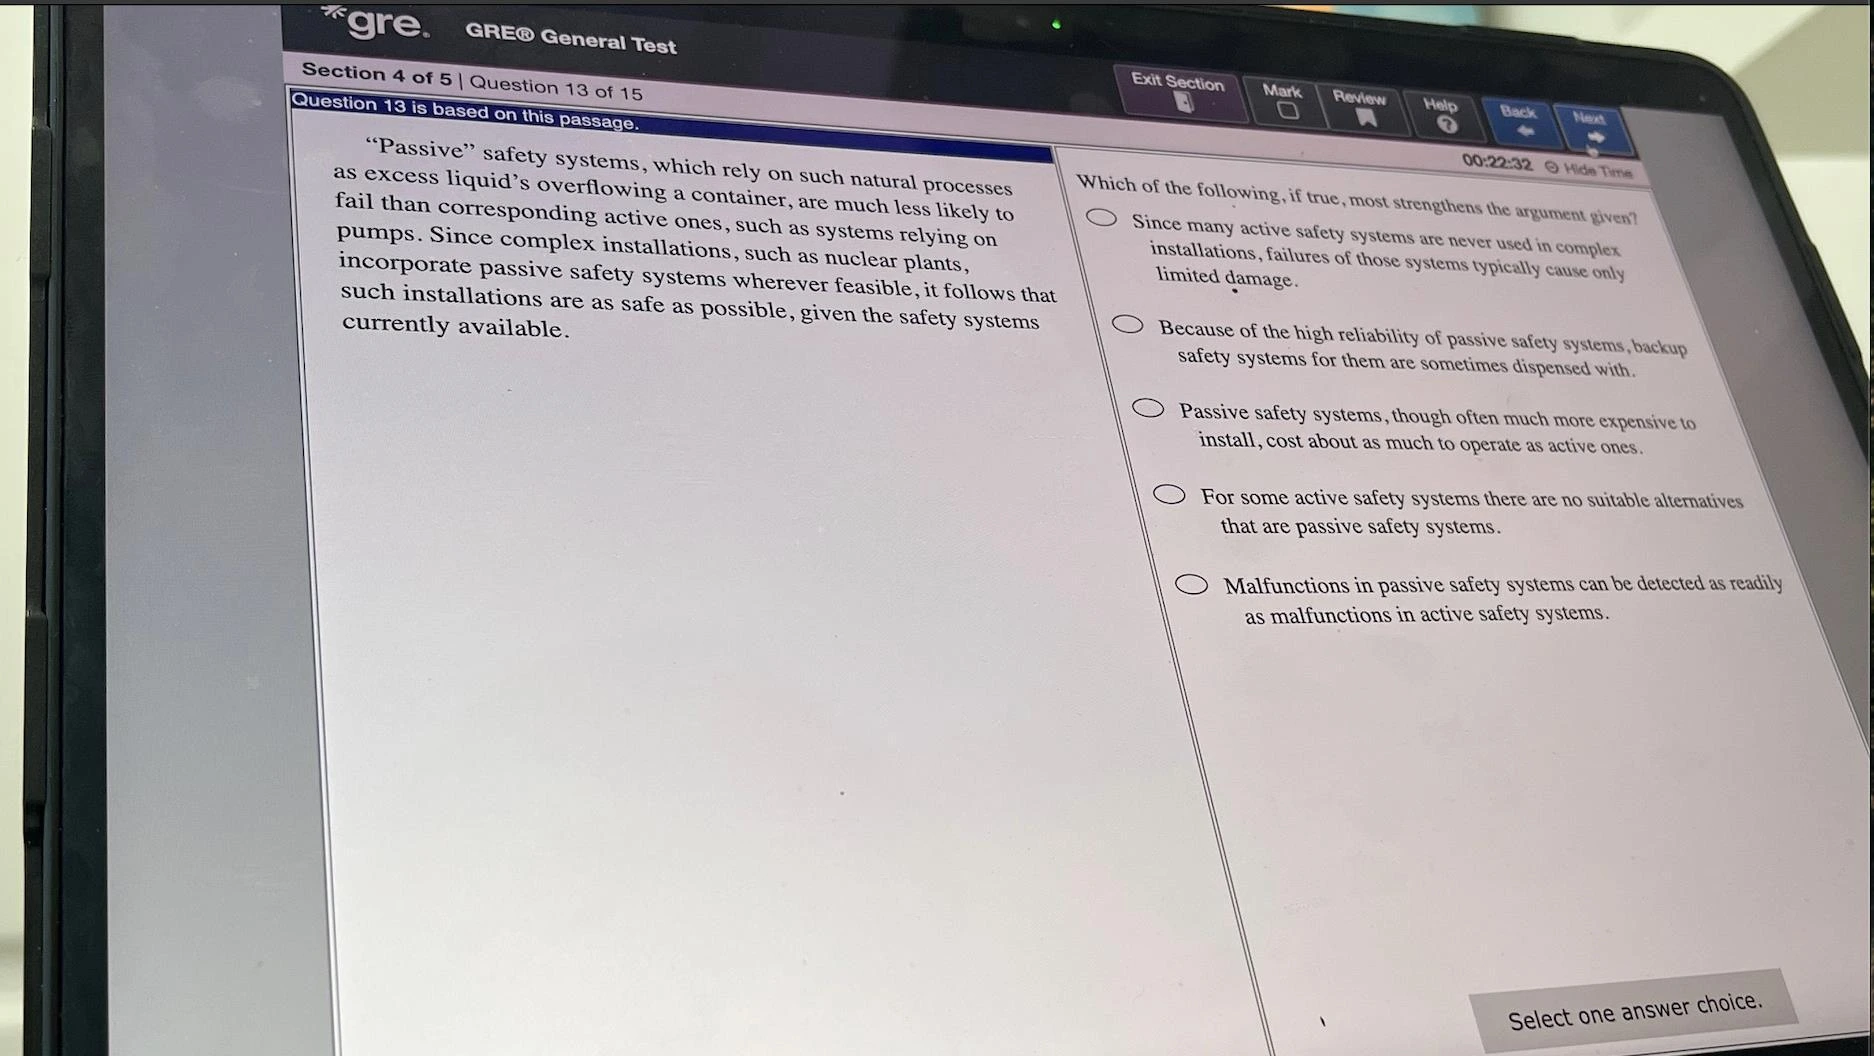 *gre.
GRE® General Test
Section 4 of 5 | Question 13 of 15
Exit Section
Mark
Review
Help
Back
Next
00:22:32 Hide Time
Question 13 is based on this passage.
“Passive” safety systems, which rely on such natural processes
as excess liquid’s overflowing a container, are much less likely to
fail than corresponding active ones, such as systems relying on
pumps. Since complex installations, such as nuclear plants,
incorporate passive safety systems wherever feasible, it follows that
such installations are as safe as possible, given the safety systems
currently available.
Which of the following, if true, most strengthens the argument given?
Since many active safety systems are never used in complex
installations, failures of those systems typically cause only
limited damage.
Because of the high reliability of passive safety systems, backup
safety systems for them are sometimes dispensed with.
Passive safety systems, though often much more expensive to
install, cost about as much to operate as active ones.
For some active safety systems there are no suitable alternatives
that are passive safety systems.
Malfunctions in passive safety systems can be detected as readily
as malfunctions in active safety systems.
Select one answer choice.